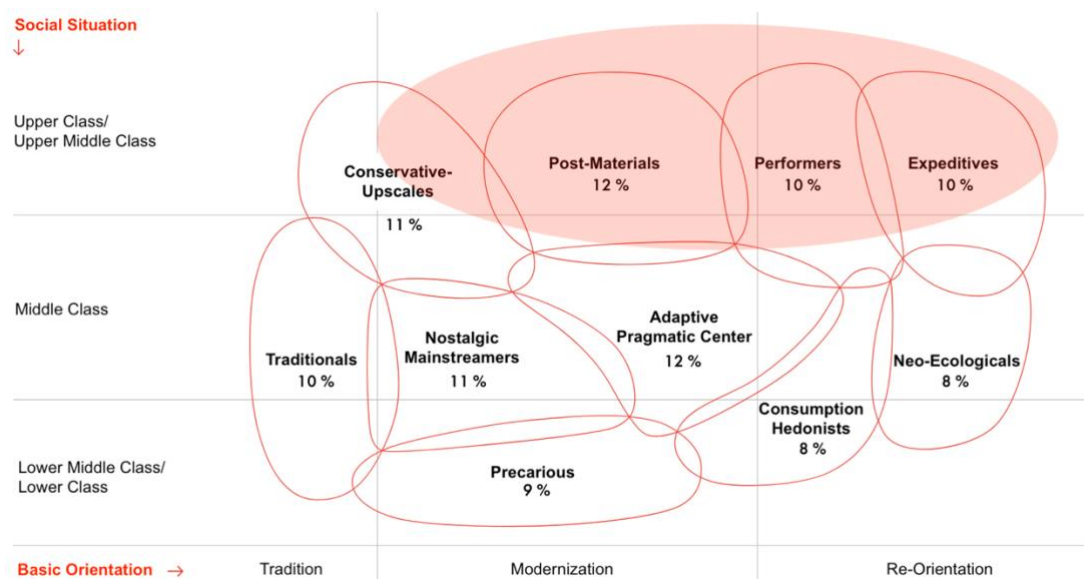 Social Situation
↓
Upper Class/
Upper Middle Class
Conservative-
Upscales
11 %
Post-Materials
12 %
Performers
10 %
Expeditives
10 %
Middle Class
Traditionals
10 %
Nostalgic
Mainstreamers
11 %
Adaptive
Pragmatic Center
12 %
Neo-Ecologicals
8 %
Consumption
Hedonists
8 %
Lower Middle Class/
Lower Class
Precarious
9 %
Basic Orientation →
Tradition
Modernization
Re-Orientation